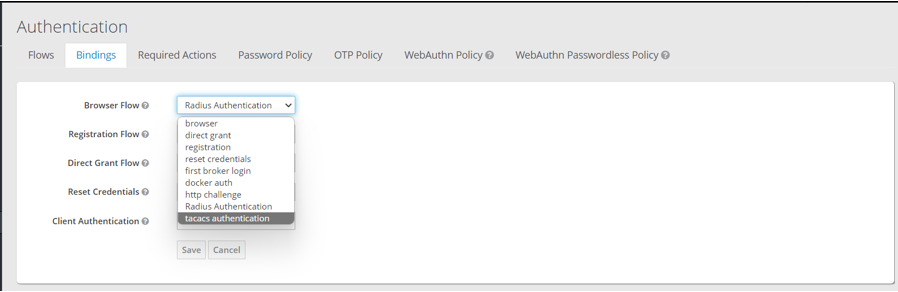 Authentication
Flows Bindings Required Actions Password Policy OTP Policy WebAuthn Policy WebAuthn Passwordless Policy
Browser Flow Radius Authentication
browser
direct grant
Registration Flow
registration
reset credentials
Direct Grant Flow
first broker login
docker auth
Reset Credentials
http challenge
Radius Authentication
Client Authentication
tacacs authentication
Save Cancel